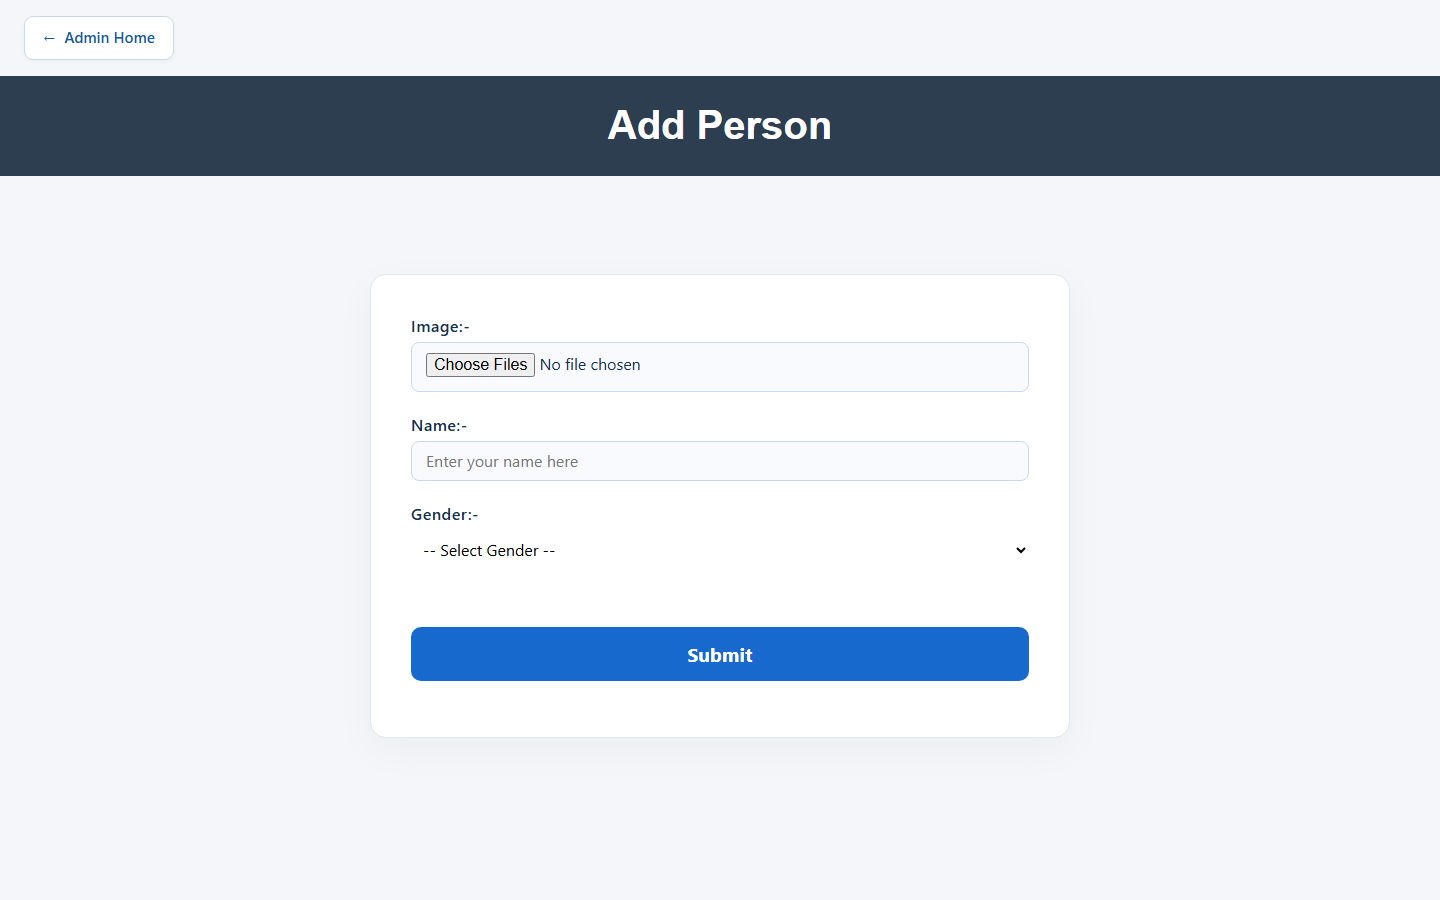 ← Admin Home
Add Person
Image:-
Choose Files No file chosen
Name:-
Enter your name here
Gender:-
-- Select Gender --
Submit